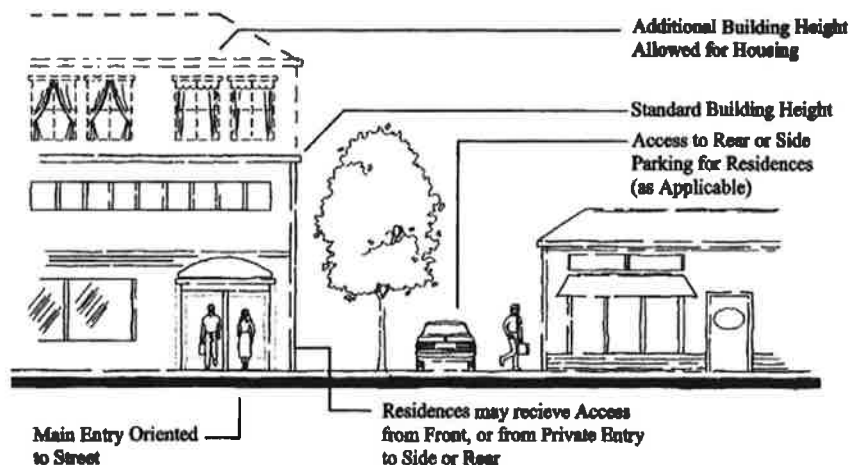 Additional Building Height
Allowed for Housing
Standard Building Height
Access to Rear or Side
Parking for Residences
(as Applicable)
Main Entry Oriented
to Street
Residences may recieve Access
from Front, or from Private Entry
to Side or Rear